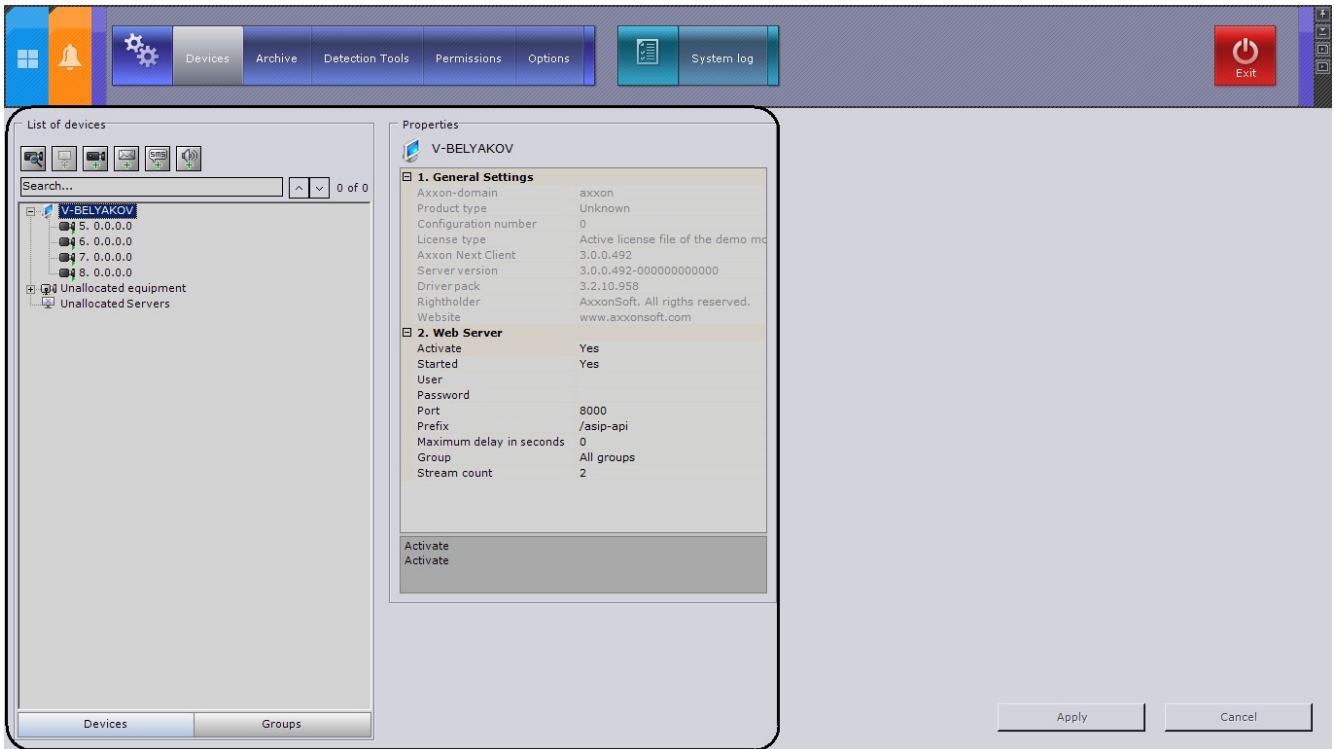 Devices
Archive
Detection Tools
Permissions
Options
System log
Exit
List of devices
sms
Search...
0 of 0
V-BELYAKOV
5. 0.0.0.0
6. 0.0.0.0
7. 0.0.0.0
8. 0.0.0.0
Unallocated equipment
Unallocated Servers
Devices
Groups
Properties
V-BELYAKOV
1. General Settings
Axxon-domain axxon
Product type Unknown
Configuration number 0
License type Active license file of the demo mo
Axxon Next Client 3.0.0.492
Server version 3.0.0.492-000000000000
Driver pack 3.2.10.958
Rightholder AxxonSoft. All rigths reserved.
Website www.axxonsoft.com
2. Web Server
Activate Yes
Started Yes
User
Password
Port 8000
Prefix /asip-api
Maximum delay in seconds 0
Group All groups
Stream count 2
Activate
Activate
Apply
Cancel